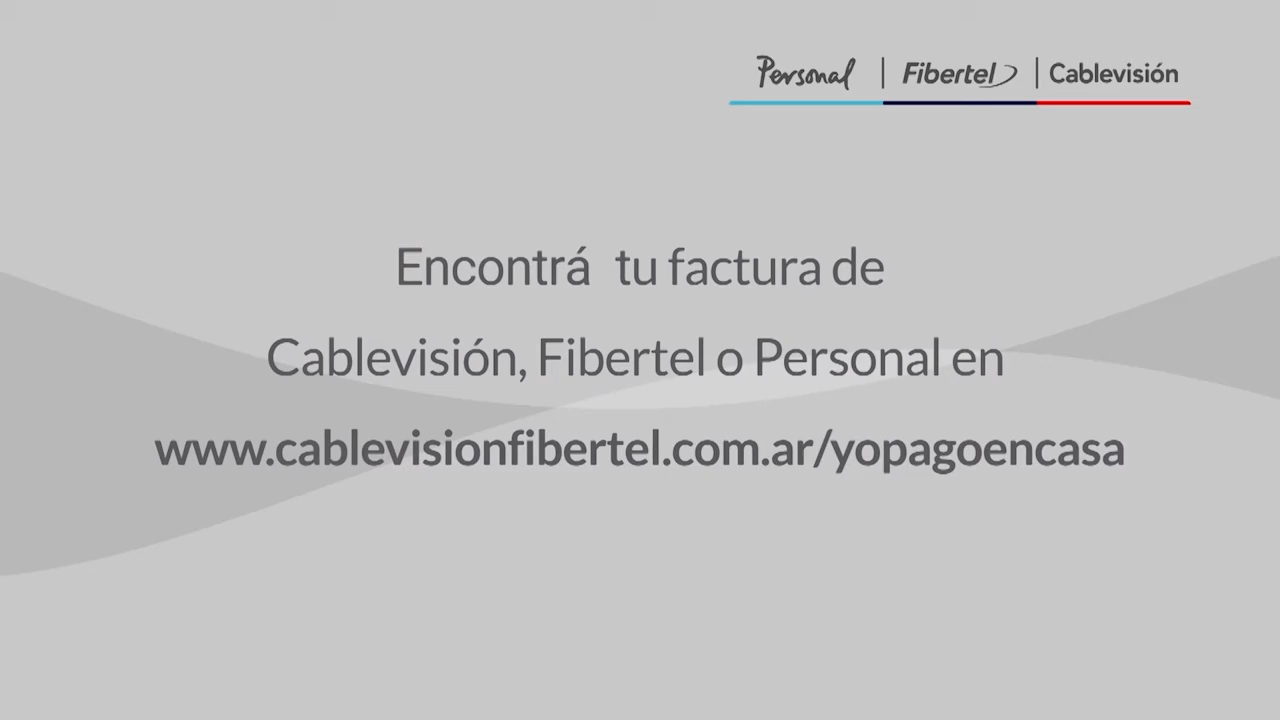 Personal | Fibertel | Cablevisión
Encontrá tu factura de
Cablevisión, Fibertel o Personal en
www.cablevisionfibertel.com.ar/yopagoencasa